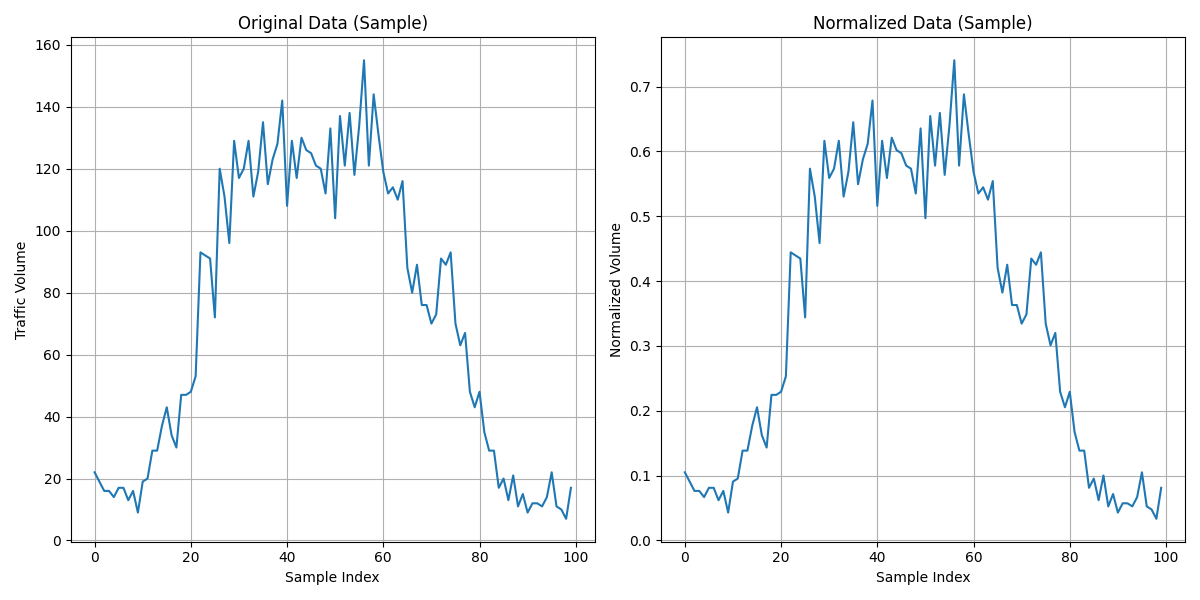 Original Data (Sample)
160
140
120
100
80
60
40
20
0
Traffic Volume
0 20 40 60 80 100
Sample Index
Normalized Data (Sample)
0.7
0.6
0.5
0.4
0.3
0.2
0.1
0.0
Normalized Volume
0 20 40 60 80 100
Sample Index